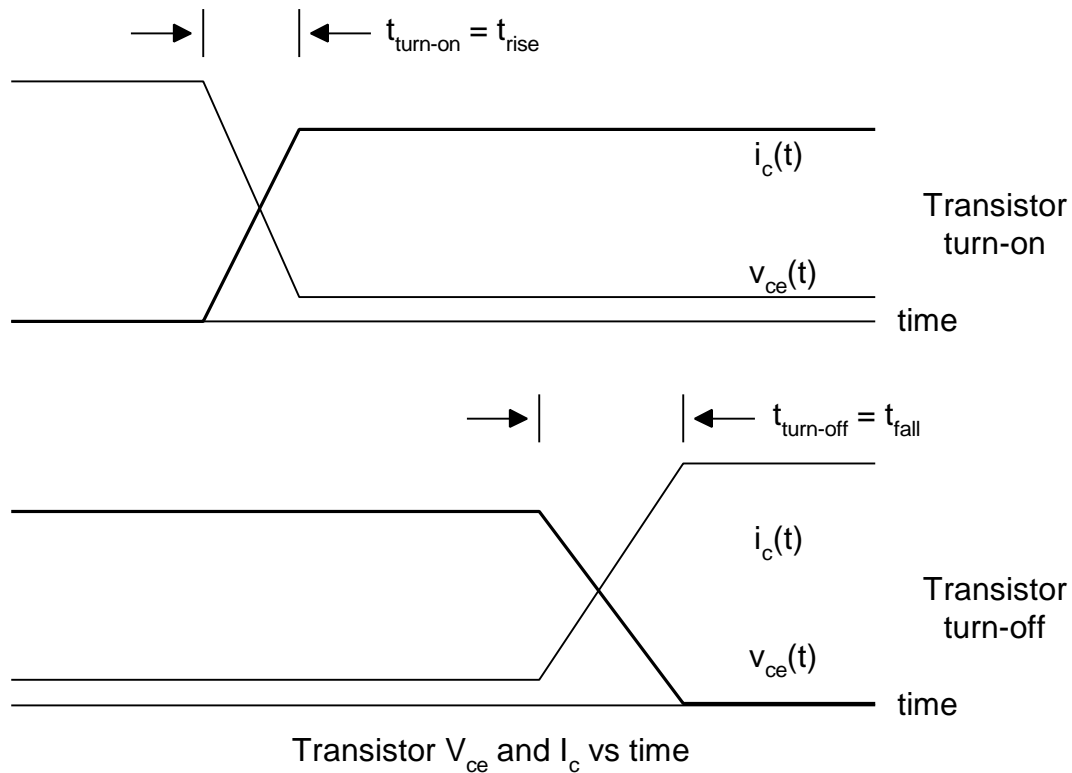 t_turn-on = t_rise
i_c(t)
Transistor
turn-on
v_ce(t)
time
t_turn-off = t_fall
i_c(t)
Transistor
turn-off
v_ce(t)
time
Transistor V_ce and I_c vs time